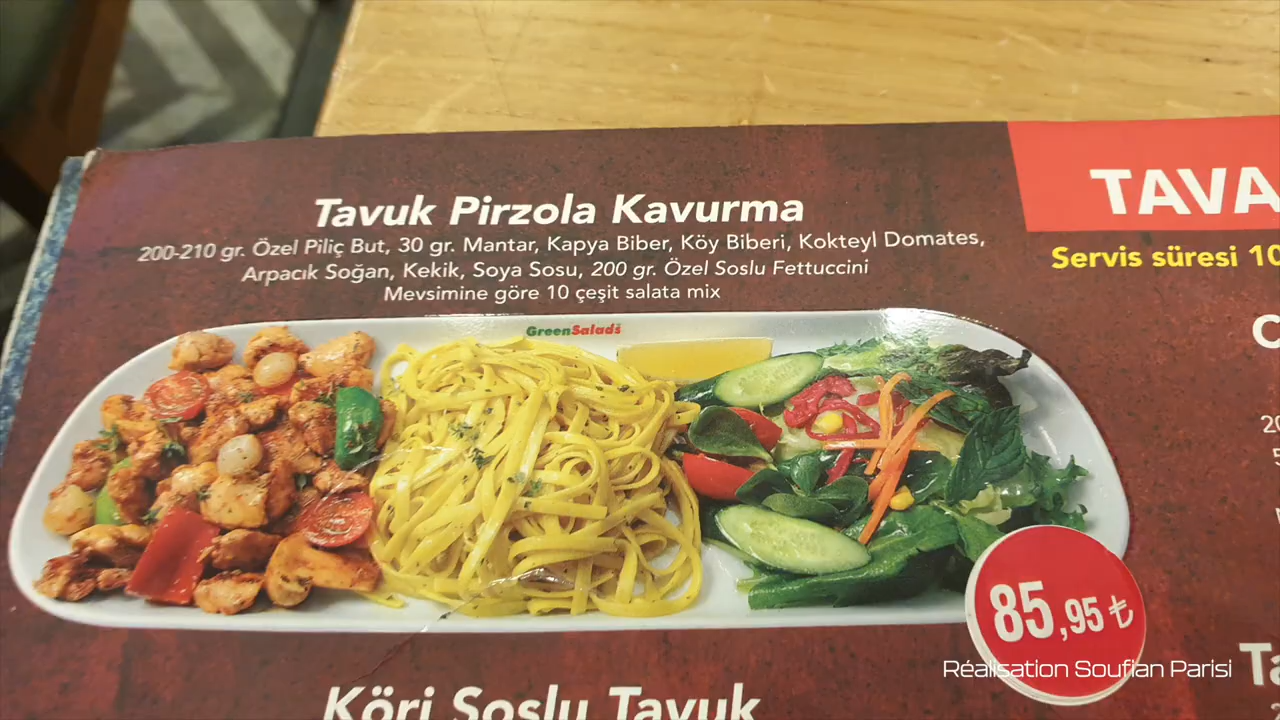 Tavuk Pirzola Kavurma
200-210 gr. Özel Piliç But, 30 gr. Mantar, Kapya Biber, Köy Biberi, Kokteyl Domates,
Arpacık Soğan, Kekik, Soya Sosu, 200 gr. Özel Soslu Fettuccini
Mevsimine göre 10 çeşit salata mix
GreenSalads
85,95 ₺
Köri Soslu Tavuk
TAVA
Servis süresi 10
Réalisation Soufian Parisi